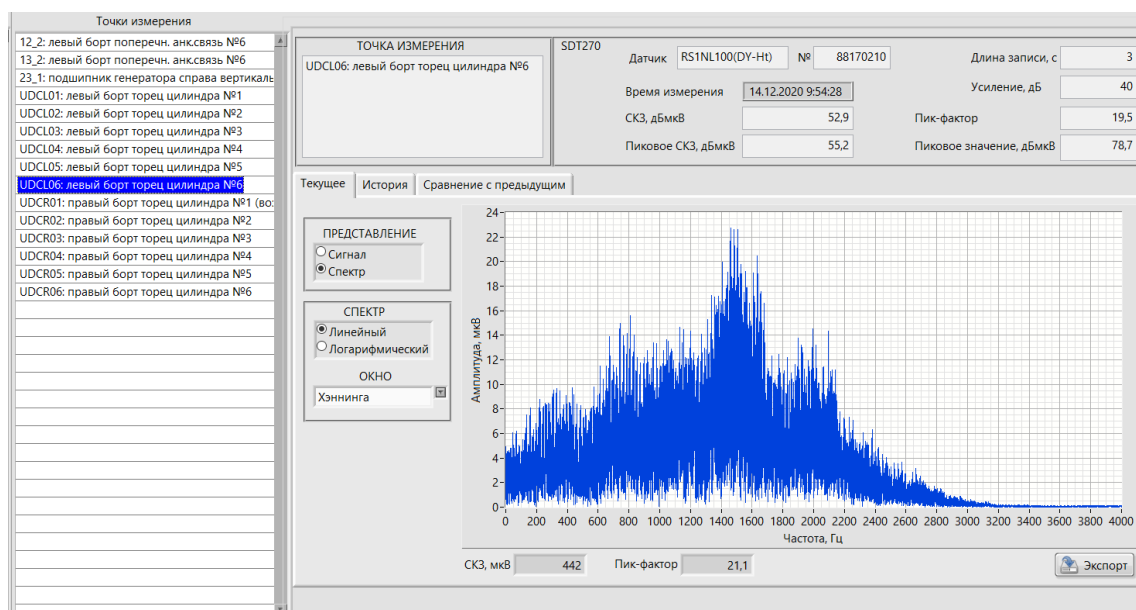 Точки измерения
12_2: левый борт поперечн. анк.связь №6
13_2: левый борт поперечн. анк.связь №6
23_1: подшипник генератора справа вертикаль
UDCL01: левый борт торец цилиндра №1
UDCL02: левый борт торец цилиндра №2
UDCL03: левый борт торец цилиндра №3
UDCL04: левый борт торец цилиндра №4
UDCL05: левый борт торец цилиндра №5
UDCL06: левый борт торец цилиндра №6
UDCR01: правый борт торец цилиндра №1 (воз
UDCR02: правый борт торец цилиндра №2
UDCR03: правый борт торец цилиндра №3
UDCR04: правый борт торец цилиндра №4
UDCR05: правый борт торец цилиндра №5
UDCR06: правый борт торец цилиндра №6
ТОЧКА ИЗМЕРЕНИЯ
UDCL06: левый борт торец цилиндра №6
SDT270
Датчик RS1NL100(DY-Ht) № 88170210 Длина записи, с 3
Время измерения 14.12.2020 9:54:28 Усиление, дБ 40
СКЗ, дБмкВ 52,9 Пик-фактор 19,5
Пиковое СКЗ, дБмкВ 55,2 Пиковое значение, дБмкВ 78,7
Текущее История Сравнение с предыдущим
ПРЕДСТАВЛЕНИЕ
Сигнал
Спектр
СПЕКТР
Линейный
Логарифмический
ОКНО
Хэннинга
Амплитуда, мкВ
24
22
20
18
16
14
12
10
8
6
4
2
0
0 200 400 600 800 1000 1200 1400 1600 1800 2000 2200 2400 2600 2800 3000 3200 3400 3600 3800 4000
Частота, Гц
СКЗ, мкВ 442 Пик-фактор 21,1
Экспорт